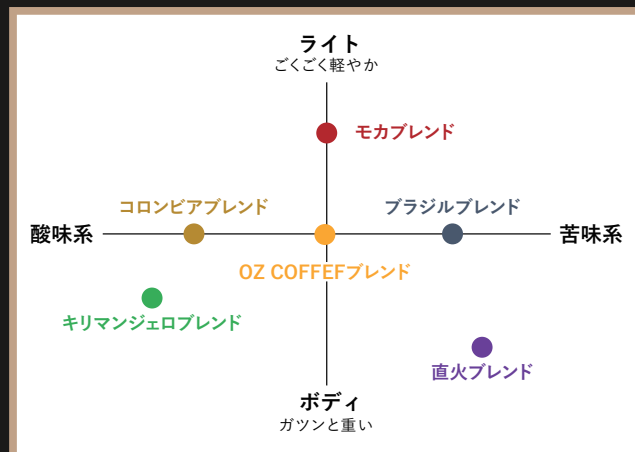 ライト
ごくごく軽やか
モカブレンド
コロンビアブレンド
ブラジルブレンド
酸味系
苦味系
OZ COFFEFブレンド
キリマンジェロブレンド
直火ブレンド
ボディ
ガツンと重い